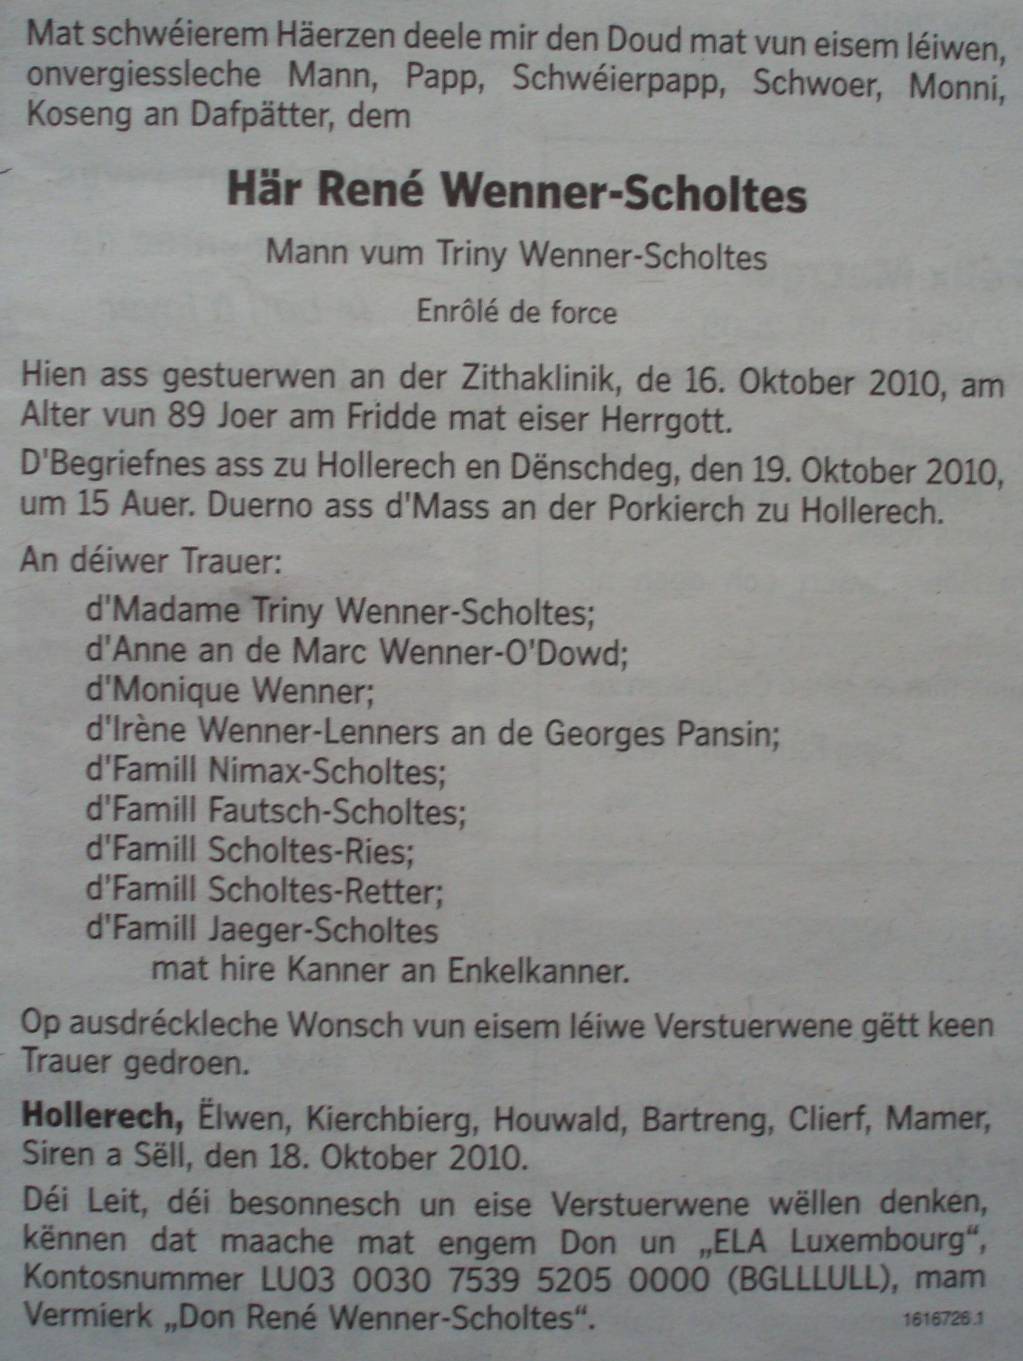 Mat schwéierem Häerzen deele mir den Doud mat vun eisem léiwen,
onvergiessleche Mann, Papp, Schwéierpapp, Schwoer, Monni,
Koseng an Dafpätter, dem
Här René Wenner-Scholtes
Mann vum Triny Wenner-Scholtes
Enrôlé de force
Hien ass gestuerwen an der Zithaklinik, de 16. Oktober 2010, am
Alter vun 89 Joer am Fridde mat eiser Herrgott.
D'Begriefnes ass zu Hollerech en Dënschdeg, den 19. Oktober 2010,
um 15 Auer. Duerno ass d'Mass an der Porkierch zu Hollerech.
An déiwer Trauer:
d'Madame Triny Wenner-Scholtes;
d'Anne an de Marc Wenner-O'Dowd;
d'Monique Wenner;
d'Irène Wenner-Lenners an de Georges Pansin;
d'Famill Nimax-Scholtes;
d'Famill Fautsch-Scholtes;
d'Famill Scholtes-Ries;
d'Famill Scholtes-Retter;
d'Famill Jaeger-Scholtes
mat hire Kanner an Enkelkanner.
Op ausdréckleche Wonsch vun eisem léiwe Verstuerwene gëtt keen
Trauer gedroen.
Hollerech, Ëlwen, Kierchbierg, Houwald, Bartreng, Clierf, Mamer,
Siren a Sëll, den 18. Oktober 2010.
Déi Leit, déi besonnesch un eise Verstuerwene wëllen denken,
kënnen dat maache mat engem Don un „ELA Luxembourg“,
Kontosnummer LU03 0030 7539 5205 0000 (BGLLLULL), mam
Vermierk „Don René Wenner-Scholtes“.
1616726.1